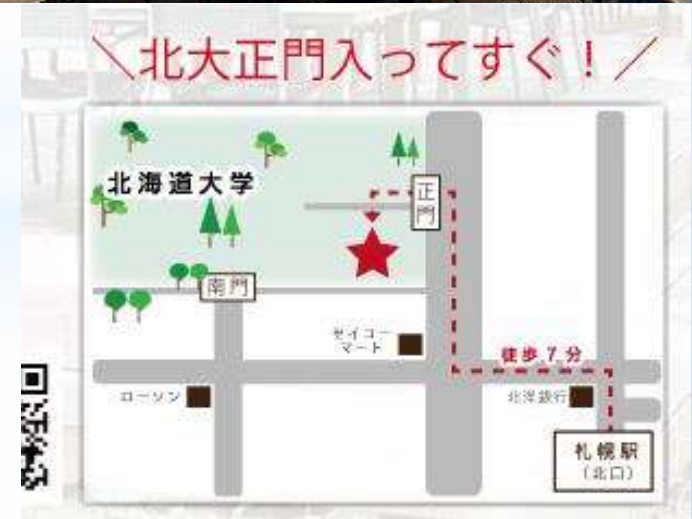 ＼北大正門入ってすぐ！／
北海道大学
正
門
南門
セイコー
マート
徒歩7分
ローソン
北洋銀行
札幌駅
（北口）